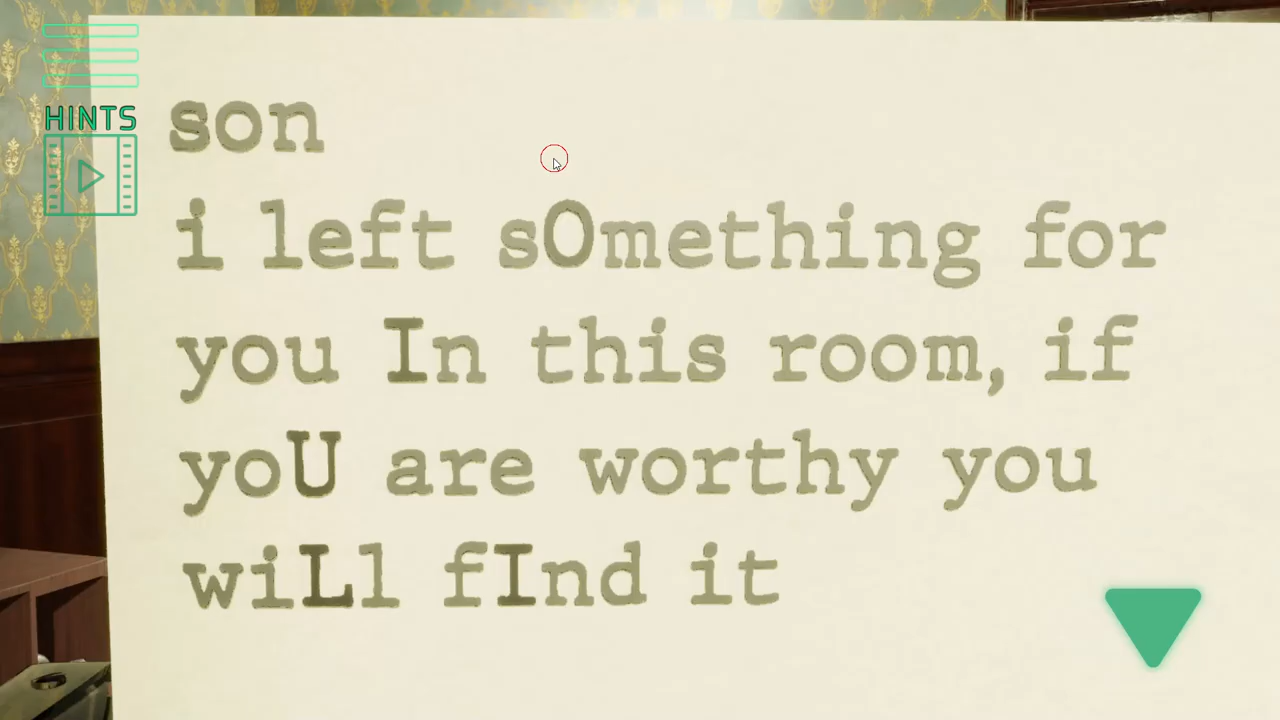 HINTS
son
i left sOmething for
you In this room, if
yoU are worthy you
wiLl fInd it